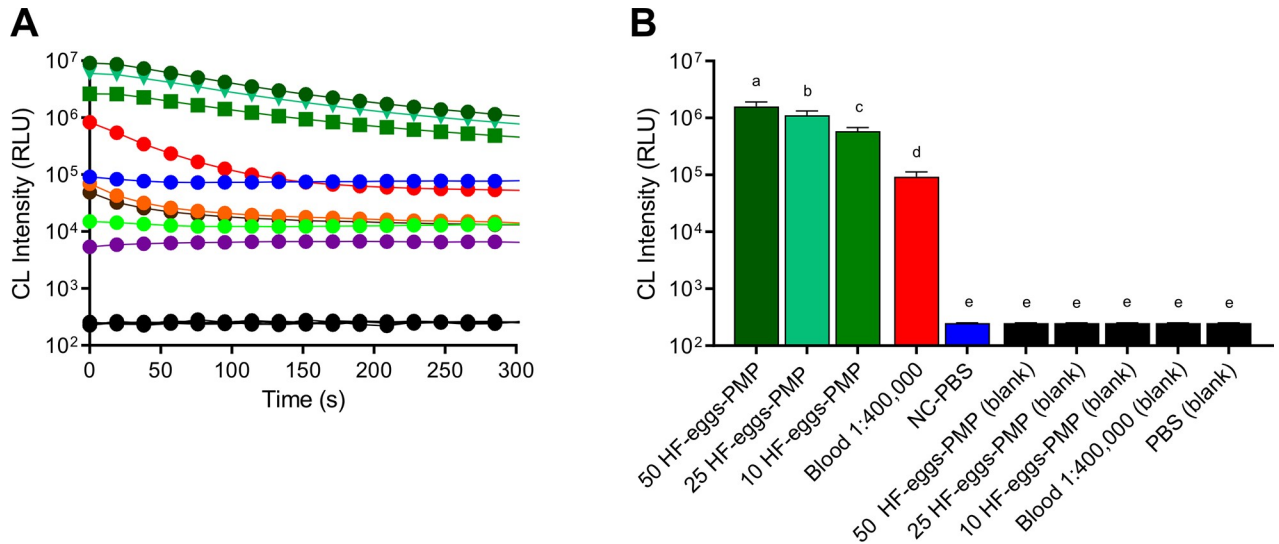 A
CL Intensity (RLU)
10⁷
10⁶
10⁵
10⁴
10³
10²
0
50
100
150
200
250
300
Time (s)
B
CL Intensity (RLU)
10⁷
10⁶
10⁵
10⁴
10³
10²
a
b
c
d
e
e
e
e
e
e
50 HF-eggs-PMP
25 HF-eggs-PMP
10 HF-eggs-PMP
Blood 1:400,000
NC-PBS
50 HF-eggs-PMP (blank)
25 HF-eggs-PMP (blank)
10 HF-eggs-PMP (blank)
Blood 1:400,000 (blank)
PBS (blank)